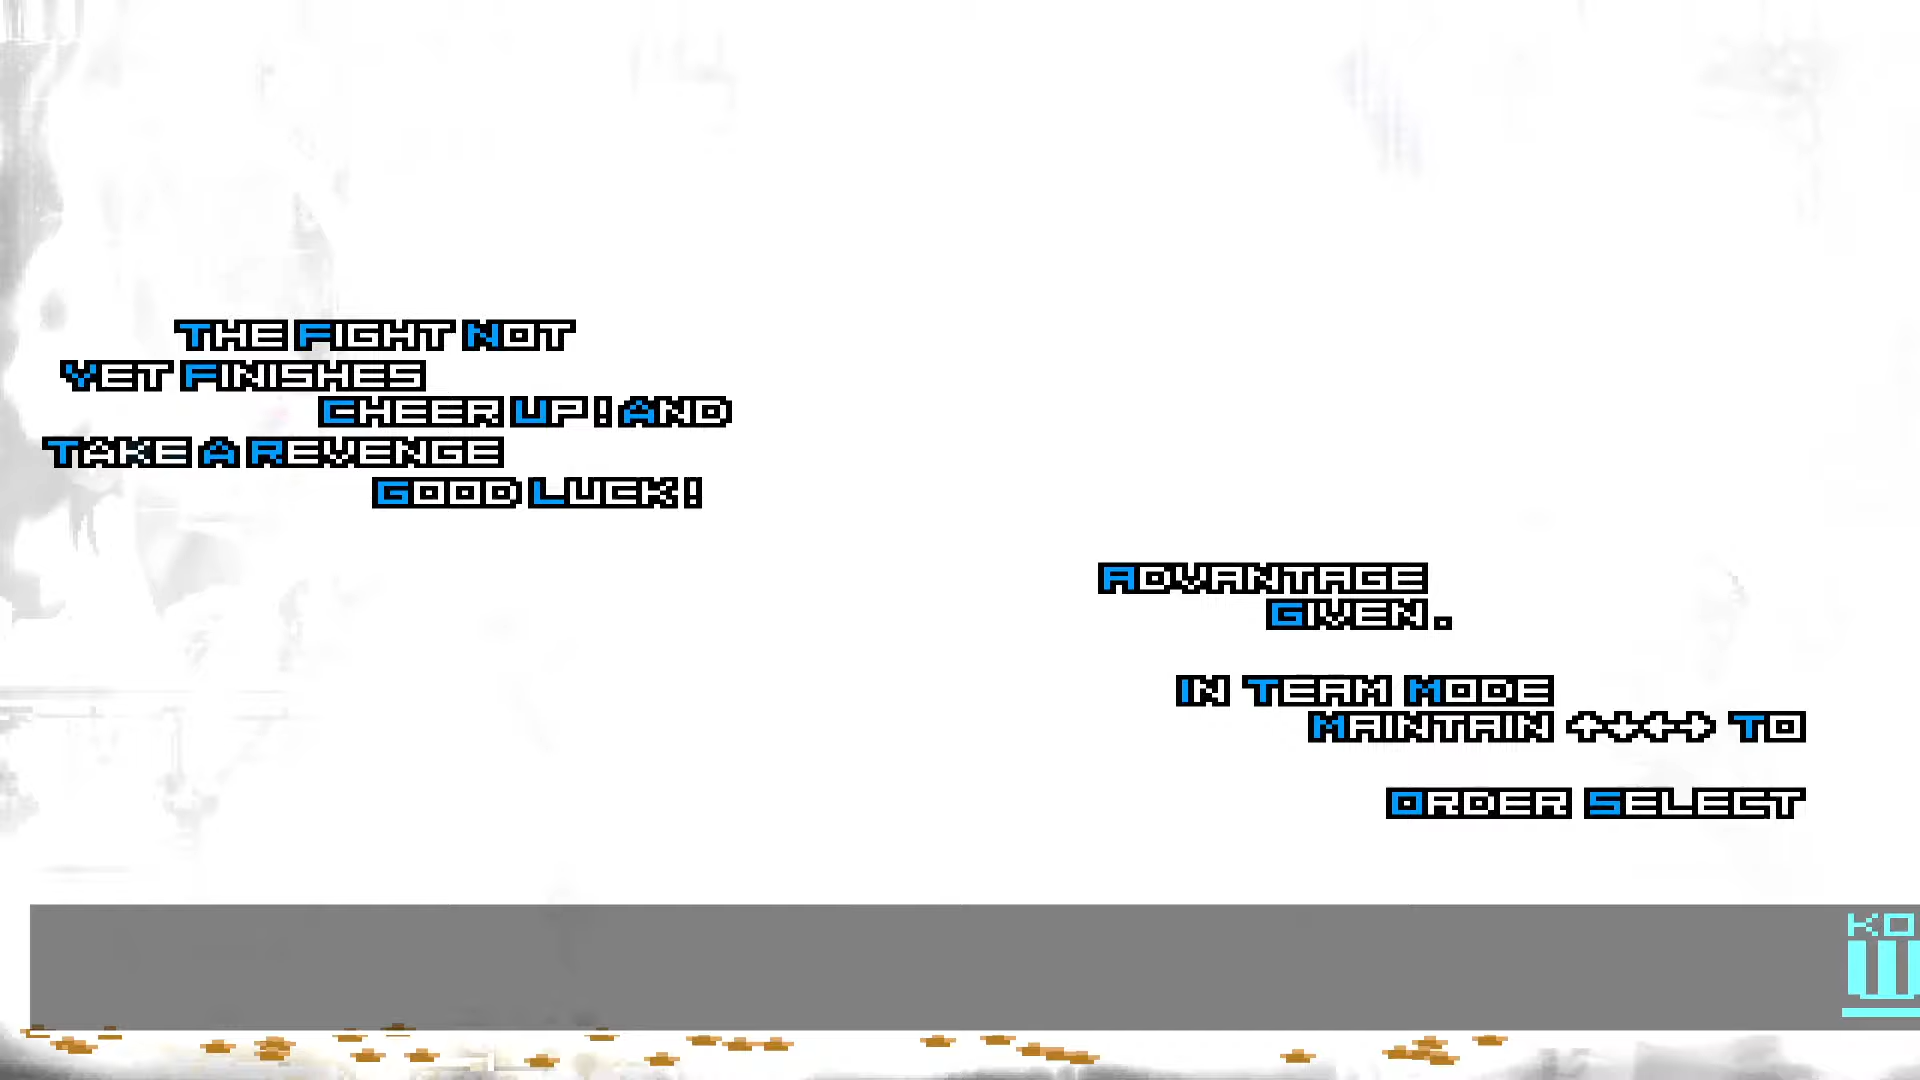 THE FIGHT NOT
YET FINISHES
CHEER UP! AND
TAKE A REVENGE
GOOD LUCK!
ADVANTAGE
GIVEN.
IN TEAM MODE
MAINTAIN ↑↓←→ TO
ORDER SELECT
KO